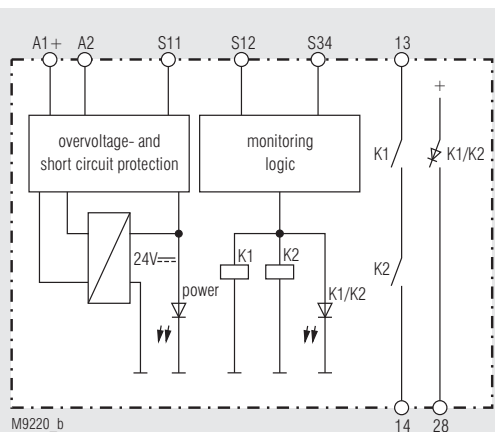 A1+ A2 S11 S12 S34 13
+
overvoltage- and
short circuit protection
monitoring
logic
K1 K1/K2
24V⎓ K1 K2 K2
power K1/K2
M9220_b 14 28